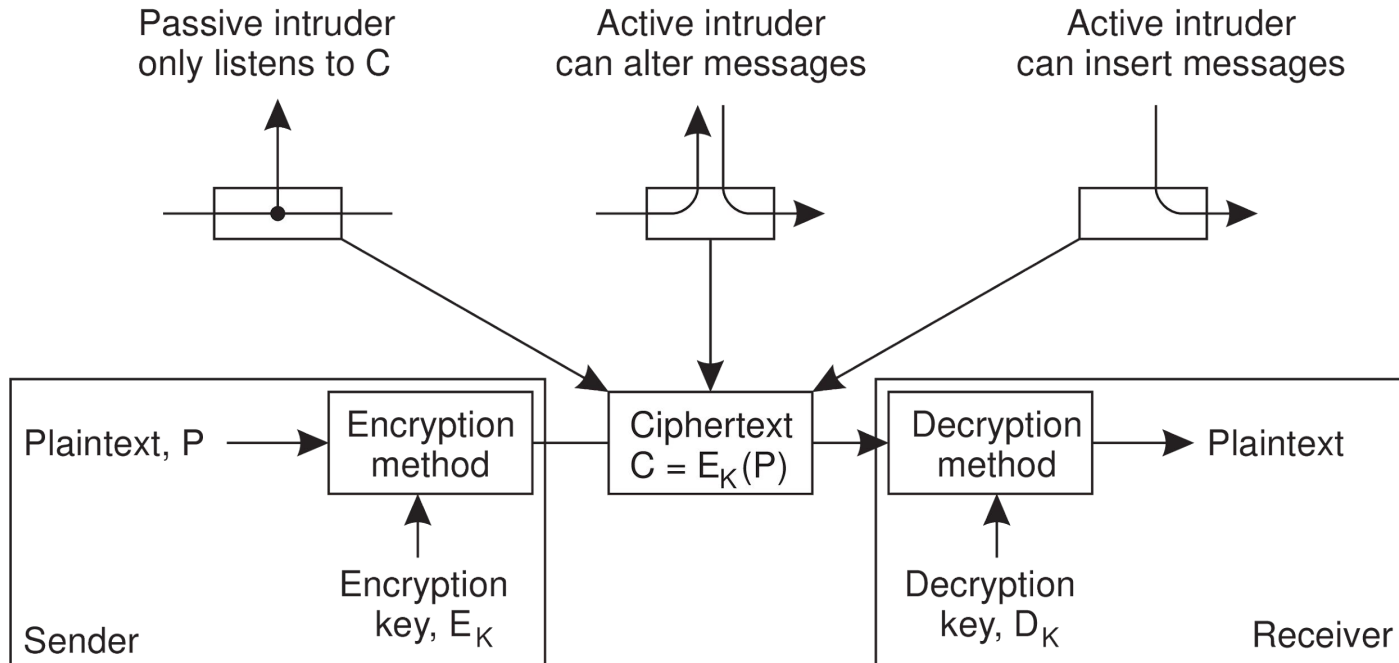 Passive intruder
only listens to C
Active intruder
can alter messages
Active intruder
can insert messages
Plaintext, P
Encryption
method
Ciphertext
C = E_K(P)
Decryption
method
Plaintext
Encryption
key, E_K
Decryption
key, D_K
Sender
Receiver